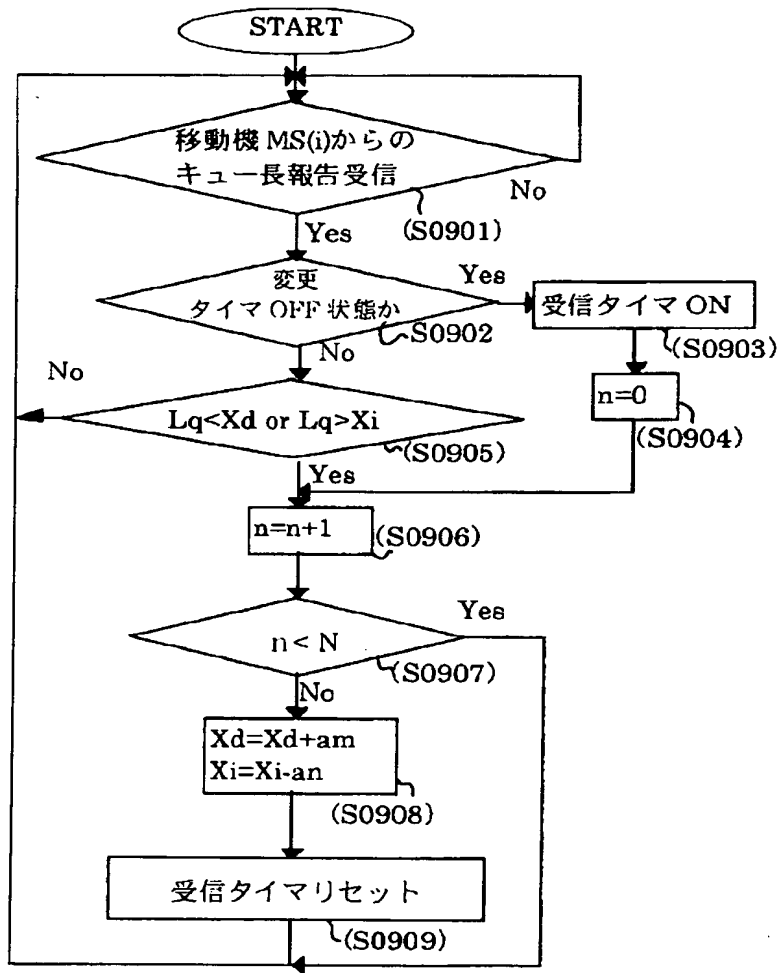 START
移動機 MS(i)からの
キュー長報告受信
No
(S0901)
Yes
変更
タイマ OFF 状態か
Yes
S0902
受信タイマ ON
(S0903)
No
n=0
(S0904)
No
Lq<Xd or Lq>Xi
(S0905)
Yes
n=n+1
(S0906)
n< N
Yes
(S0907)
No
Xd=Xd+am
Xi=Xi-an
(S0908)
受信タイマリセット
(S0909)